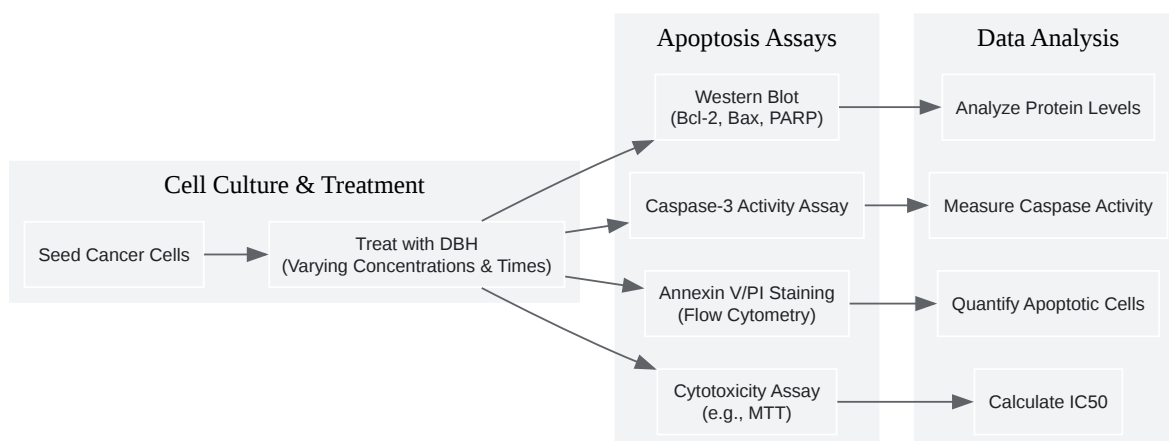 Cell Culture & Treatment
Seed Cancer Cells
Treat with DBH
(Varying Concentrations & Times)
Apoptosis Assays
Western Blot
(Bcl-2, Bax, PARP)
Caspase-3 Activity Assay
Annexin V/PI Staining
(Flow Cytometry)
Cytotoxicity Assay
(e.g., MTT)
Data Analysis
Analyze Protein Levels
Measure Caspase Activity
Quantify Apoptotic Cells
Calculate IC50